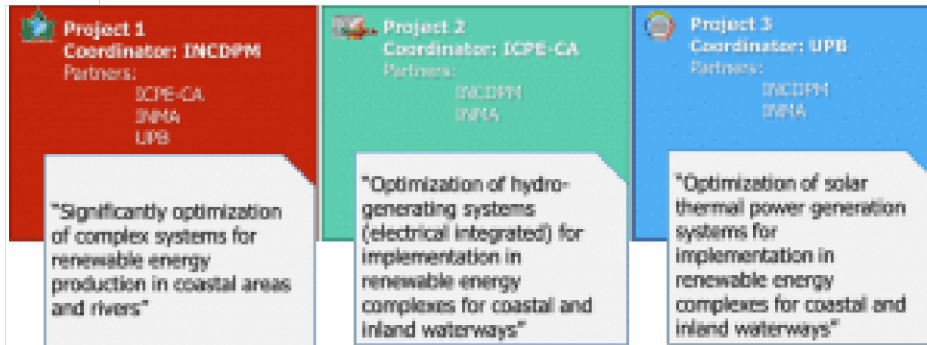 Project 1
Coordinator: INCDPM
Partners:
ICPE-CA
INMA
UPB
"Significantly optimization
of complex systems for
renewable energy
production in coastal areas
and rivers"
Project 2
Coordinator: ICPE-CA
Partners:
INCDPM
INMA
"Optimization of hydro-
generating systems
(electrical integrated) for
implementation in
renewable energy
complexes for coastal and
inland waterways"
Project 3
Coordinator: UPB
Partners:
INCDPM
INMA
"Optimization of solar
thermal power generation
systems for
implementation in
renewable energy
complexes for coastal and
inland waterways"